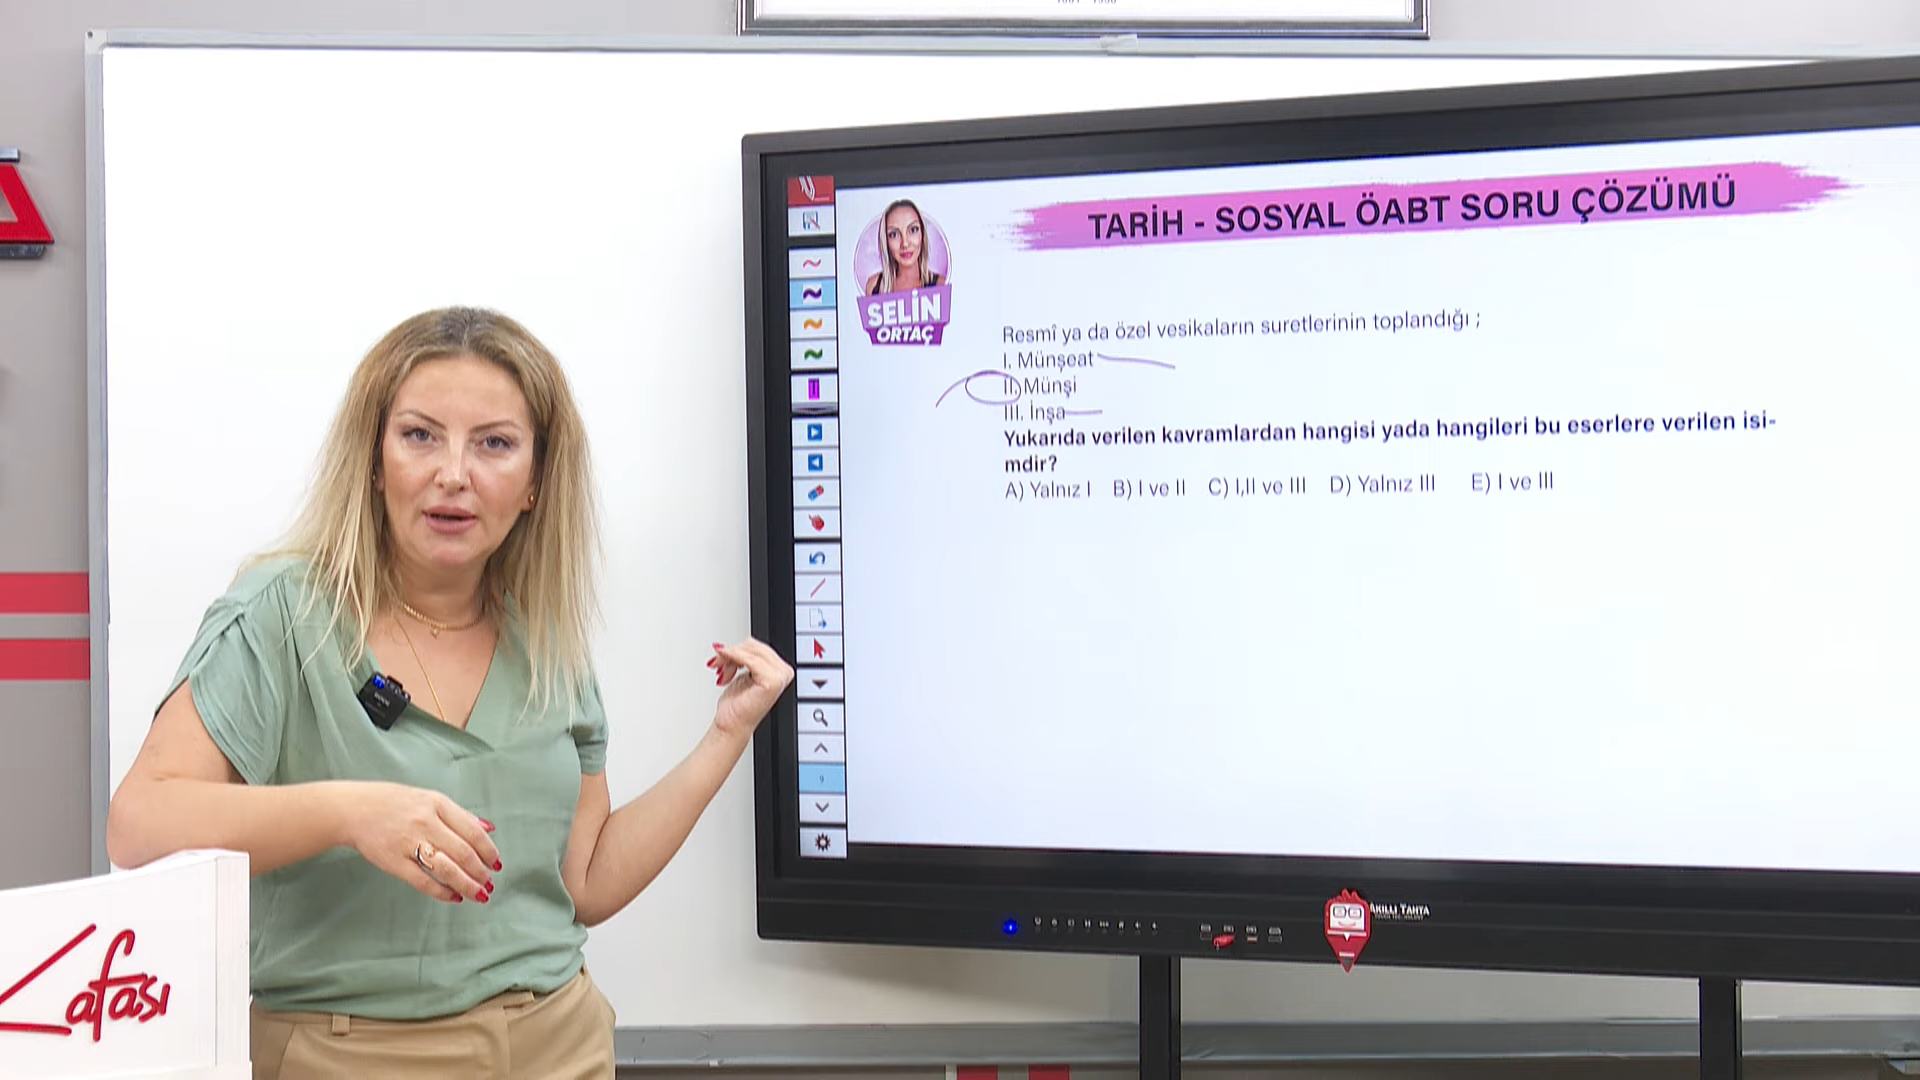 TARİH - SOSYAL ÖABT SORU ÇÖZÜMÜ
SELİN
ORTAÇ
Resmî ya da özel vesikaların suretlerinin toplandığı ;
I. Münşeat
II. Münşi
III. İnşa
Yukarıda verilen kavramlardan hangisi yada hangileri bu eserlere verilen isi-
mdir?
A) Yalnız I B) I ve II C) I,II ve III D) Yalnız III E) I ve III
9
AKILLI TAHTA
Kafası